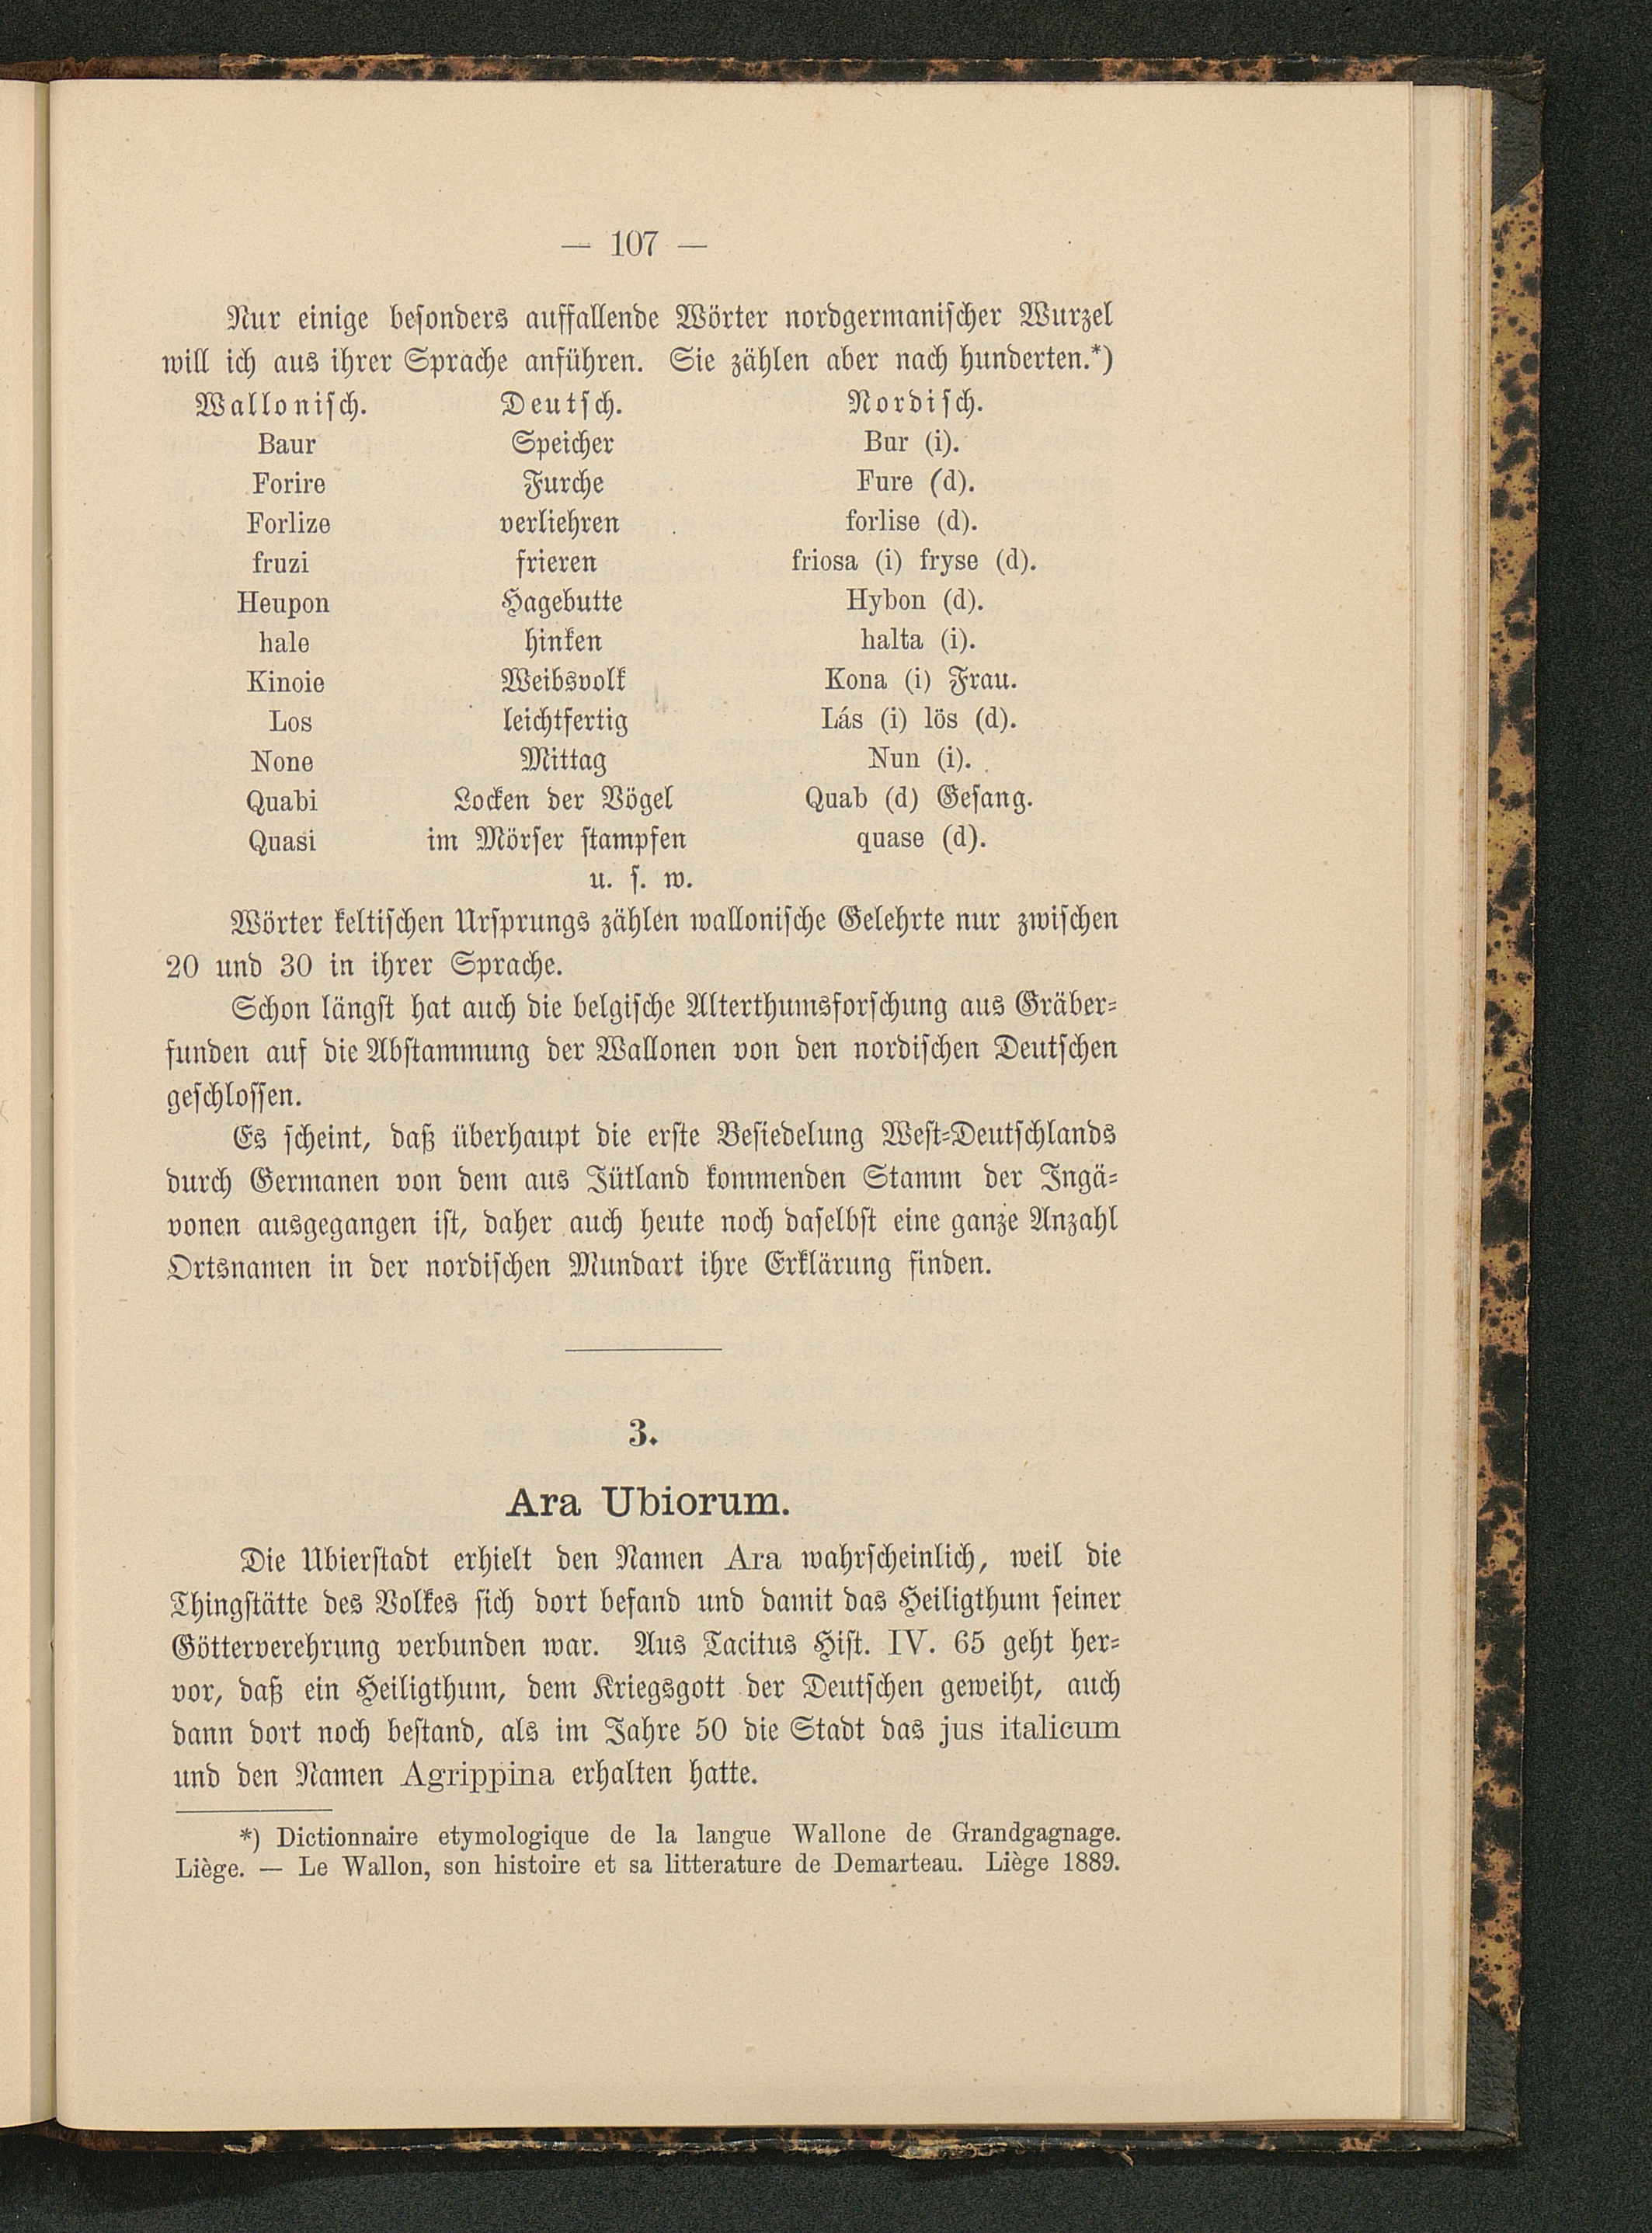 — 107 —
Nur einige besonders auffallende Wörter nordgermanischer Wurzel
will ich aus ihrer Sprache anführen. Sie zählen aber nach hunderten.*)
Wallonisch. Deutsch. Nordisch.
Baur Speicher Bur (i).
Forire Furche Fure (d).
Forlize verliehren forlise (d).
fruzi frieren friosa (i) fryse (d).
Heupon Hagebutte Hybon (d).
hale hinken halta (i).
Kinoie Weibsvolk Kona (i) Frau.
Los leichtfertig Lás (i) lös (d).
None Mittag Nun (i).
Quabi Locken der Vögel Quab (d) Gesang.
Quasi im Mörser stampfen quase (d).
u. s. w.
Wörter keltischen Ursprungs zählen wallonische Gelehrte nur zwischen
20 und 30 in ihrer Sprache.
Schon längst hat auch die belgische Alterthumsforschung aus Gräber-
funden auf die Abstammung der Wallonen von den nordischen Deutschen
geschlossen.
Es scheint, daß überhaupt die erste Besiedelung West-Deutschlands
durch Germanen von dem aus Jütland kommenden Stamm der Ingä-
vonen ausgegangen ist, daher auch heute noch daselbst eine ganze Anzahl
Ortsnamen in der nordischen Mundart ihre Erklärung finden.
3.
Ara Ubiorum.
Die Ubierstadt erhielt den Namen Ara wahrscheinlich, weil die
Thingstätte des Volkes sich dort befand und damit das Heiligthum seiner
Götterverehrung verbunden war. Aus Tacitus Hist. IV. 65 geht her-
vor, daß ein Heiligthum, dem Kriegsgott der Deutschen geweiht, auch
dann dort noch bestand, als im Jahre 50 die Stadt das jus italicum
und den Namen Agrippina erhalten hatte.
*) Dictionnaire etymologique de la langue Wallone de Grandgagnage.
Liège. — Le Wallon, son histoire et sa litterature de Demarteau. Liège 1889.